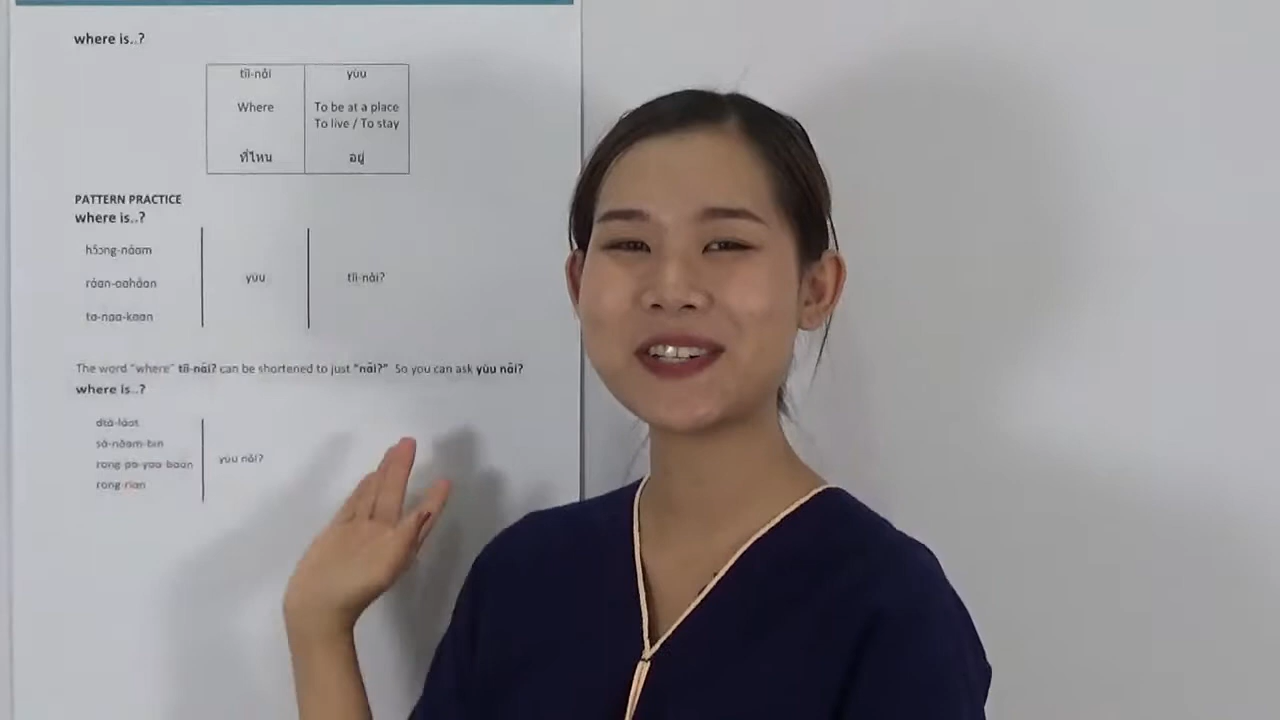 where is..?
tîi-nǎi yùu
Where To be at a place
To live / To stay
ที่ไหน อยู่
PATTERN PRACTICE
where is..?
hɔ̂ɔng-náam
ráan-aahǎan yùu tîi-nǎi?
ta-naa-kaan
The word "where" tîi-nǎi? can be shortened to just "nǎi?" So you can ask yùu nǎi?
where is..?
dtà-làat
sà-nǎam-bin
rong-pa-yaa-baan yùu nǎi?
rong-rian